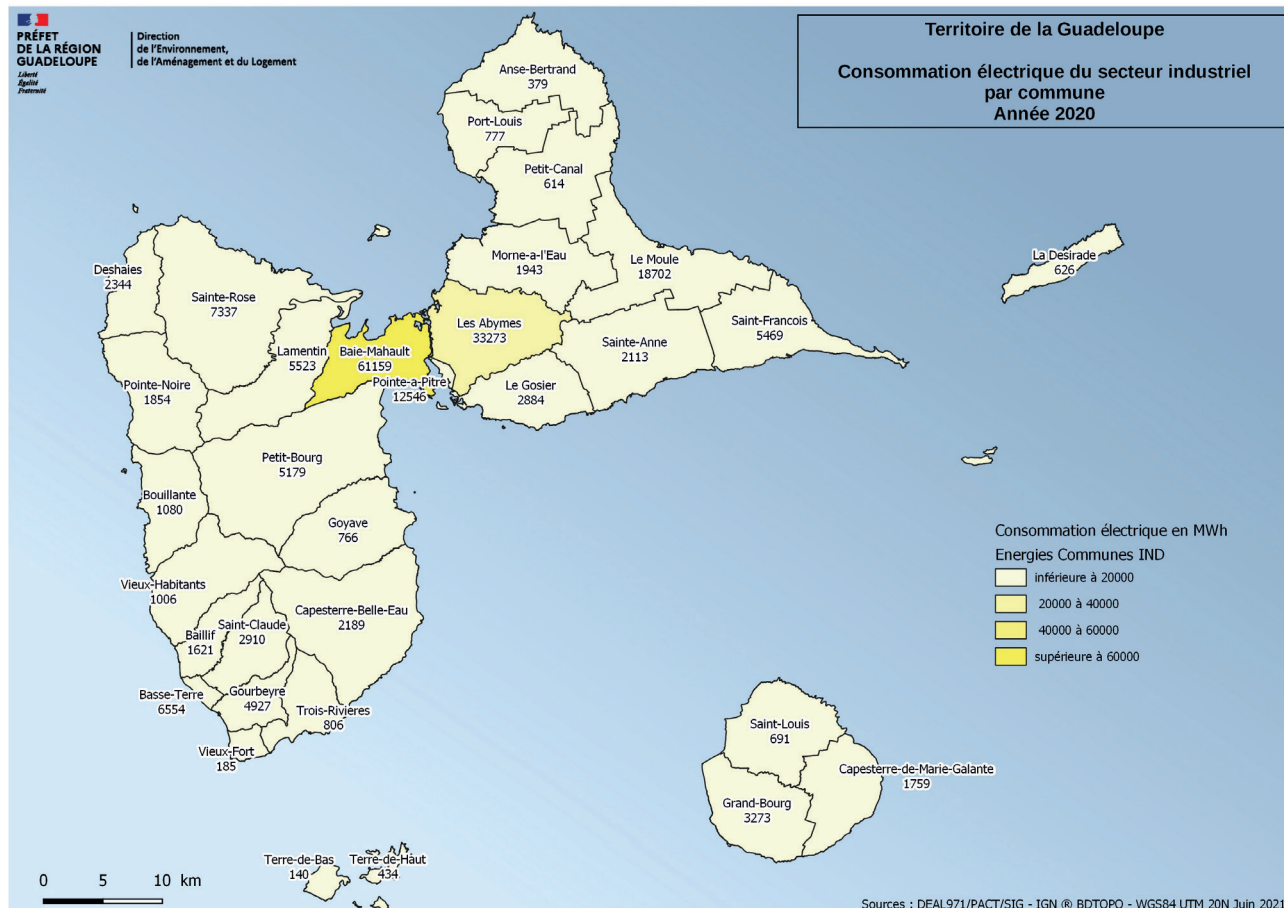 PRÉFET
DE LA RÉGION
GUADELOUPE
Liberté
Égalité
Fraternité
Direction
de l'Environnement,
de l'Aménagement et du Logement
Territoire de la Guadeloupe
Consommation électrique du secteur industriel
par commune
Année 2020
Anse-Bertrand
379
Port-Louis
777
Petit-Canal
614
Morne-a-l'Eau
1943
Le Moule
18702
La Desirade
626
Deshaies
2344
Sainte-Rose
7337
Les Abymes
33273
Saint-Francois
5469
Sainte-Anne
2113
Lamentin
5523
Baie-Mahault
61159
Pointe-a-Pitre
12546
Le Gosier
2884
Pointe-Noire
1854
Petit-Bourg
5179
Bouillante
1080
Goyave
766
Vieux-Habitants
1006
Capesterre-Belle-Eau
2189
Saint-Claude
2910
Baillif
1621
Basse-Terre
6554
Gourbeyre
4927
Trois-Rivieres
806
Vieux-Fort
185
Consommation électrique en MWh
Energies Communes IND
inférieure à 20000
20000 à 40000
40000 à 60000
supérieure à 60000
Saint-Louis
691
Capesterre-de-Marie-Galante
1759
Grand-Bourg
3273
Terre-de-Bas
140
Terre-de-Haut
434
0 5 10 km
Sources : DEAL971/PACT/SIG - IGN ® BDTOPO - WGS84 UTM 20N Juin 2021